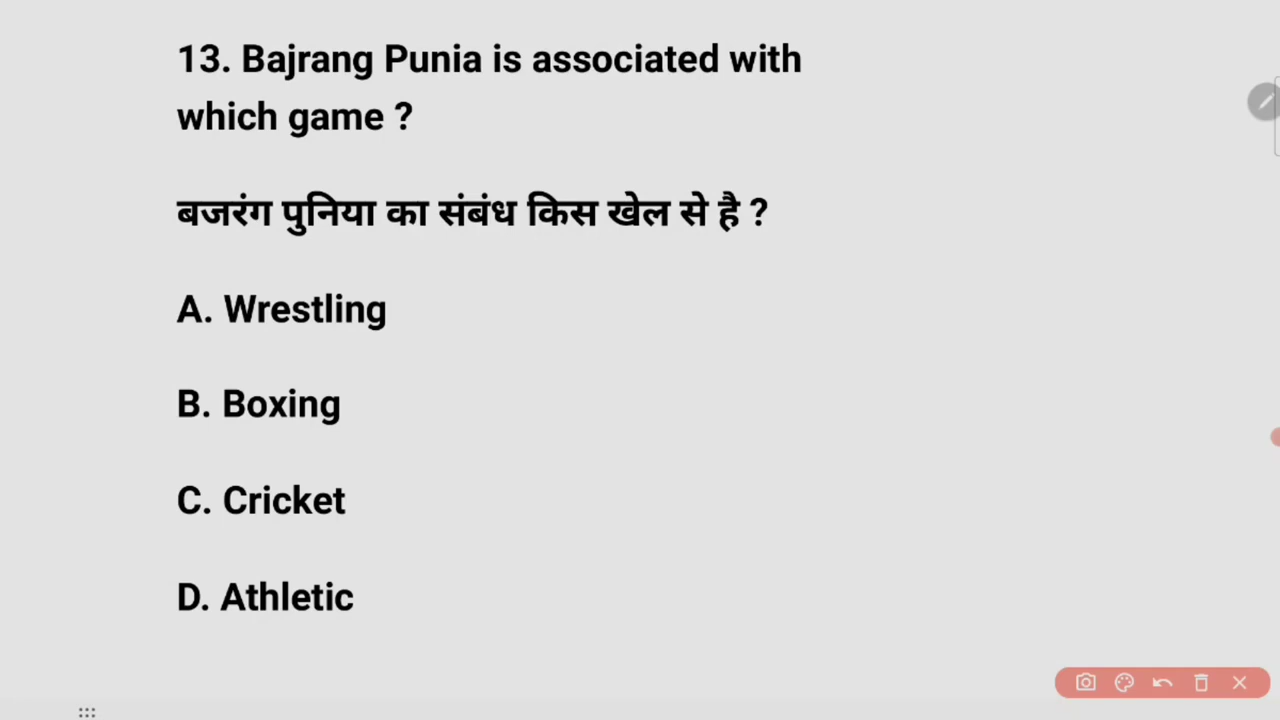 13. Bajrang Punia is associated with
which game ?
बजरंग पुनिया का संबंध किस खेल से है ?
A. Wrestling
B. Boxing
C. Cricket
D. Athletic